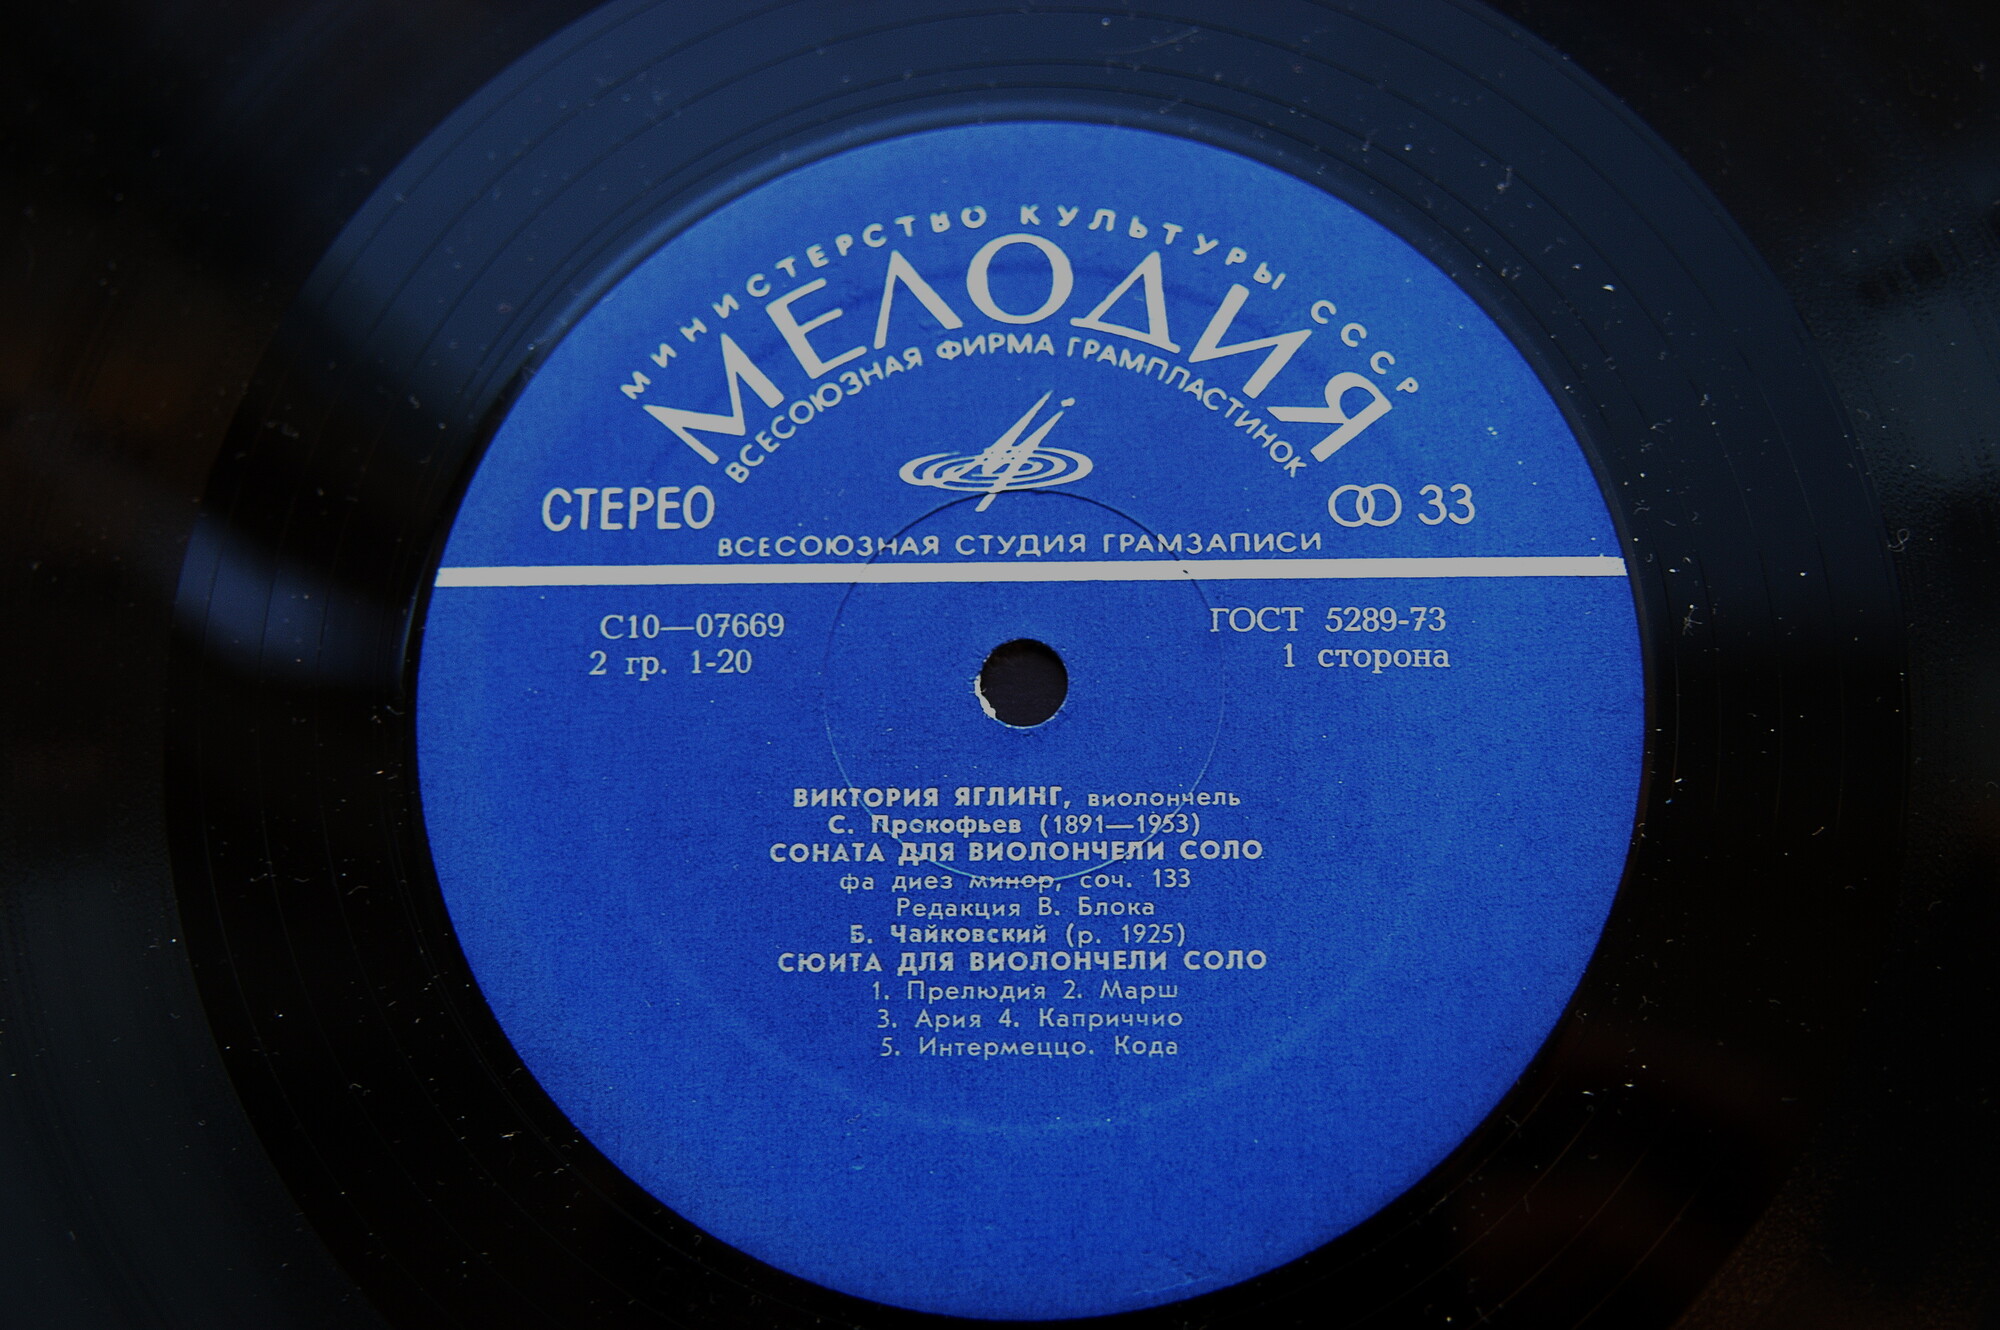 МИНИСТЕРСТВО КУЛЬТУРЫ СССР
МЕЛОДИЯ
ВСЕСОЮЗНАЯ ФИРМА ГРАМПЛАСТИНОК
СТЕРЕО
33
ВСЕСОЮЗНАЯ СТУДИЯ ГРАМЗАПИСИ
С10—07669
ГОСТ 5289-73
2 гр. 1-20
1 сторона
ВИКТОРИЯ ЯГЛИНГ, виолончель
С. Прокофьев (1891—1953)
СОНАТА ДЛЯ ВИОЛОНЧЕЛИ СОЛО
фа диез минор, соч. 133
Редакция В. Блока
Б. Чайковский (р. 1925)
СЮИТА ДЛЯ ВИОЛОНЧЕЛИ СОЛО
1. Прелюдия 2. Марш
3. Ария 4. Каприччио
5. Интермеццо. Кода